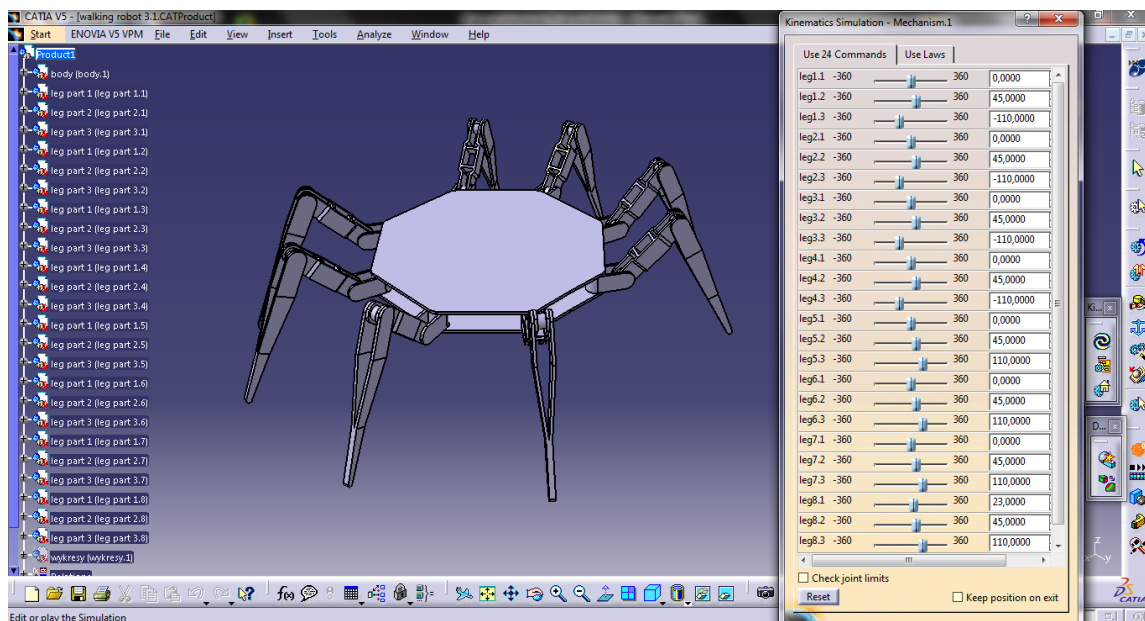 CATIA V5 - [walking robot 3.1.CATProduct]
Start ENOVIA V5 VPM File Edit View Insert Tools Analyze Window Help
Product1
body (body.1)
leg part 1 (leg part 1.1)
leg part 2 (leg part 2.1)
leg part 3 (leg part 3.1)
leg part 1 (leg part 1.2)
leg part 2 (leg part 2.2)
leg part 3 (leg part 3.2)
leg part 1 (leg part 1.3)
leg part 2 (leg part 2.3)
leg part 3 (leg part 3.3)
leg part 1 (leg part 1.4)
leg part 2 (leg part 2.4)
leg part 3 (leg part 3.4)
leg part 1 (leg part 1.5)
leg part 2 (leg part 2.5)
leg part 3 (leg part 3.5)
leg part 1 (leg part 1.6)
leg part 2 (leg part 2.6)
leg part 3 (leg part 3.6)
leg part 1 (leg part 1.7)
leg part 2 (leg part 2.7)
leg part 3 (leg part 3.7)
leg part 1 (leg part 1.8)
leg part 2 (leg part 2.8)
leg part 3 (leg part 3.8)
wykresy (wykresy.1)
Relations
Kinematics Simulation - Mechanism.1
Use 24 Commands Use Laws
leg1.1 -360 360 0,0000
leg1.2 -360 360 45,0000
leg1.3 -360 360 -110,0000
leg2.1 -360 360 0,0000
leg2.2 -360 360 45,0000
leg2.3 -360 360 -110,0000
leg3.1 -360 360 0,0000
leg3.2 -360 360 45,0000
leg3.3 -360 360 -110,0000
leg4.1 -360 360 0,0000
leg4.2 -360 360 45,0000
leg4.3 -360 360 -110,0000
leg5.1 -360 360 0,0000
leg5.2 -360 360 45,0000
leg5.3 -360 360 110,0000
leg6.1 -360 360 0,0000
leg6.2 -360 360 45,0000
leg6.3 -360 360 110,0000
leg7.1 -360 360 0,0000
leg7.2 -360 360 45,0000
leg7.3 -360 360 110,0000
leg8.1 -360 360 23,0000
leg8.2 -360 360 45,0000
leg8.3 -360 360 110,0000
Check joint limits
Reset Keep position on exit
Ki...
D...
z
x y
f(x)
CATIA
Edit or play the Simulation